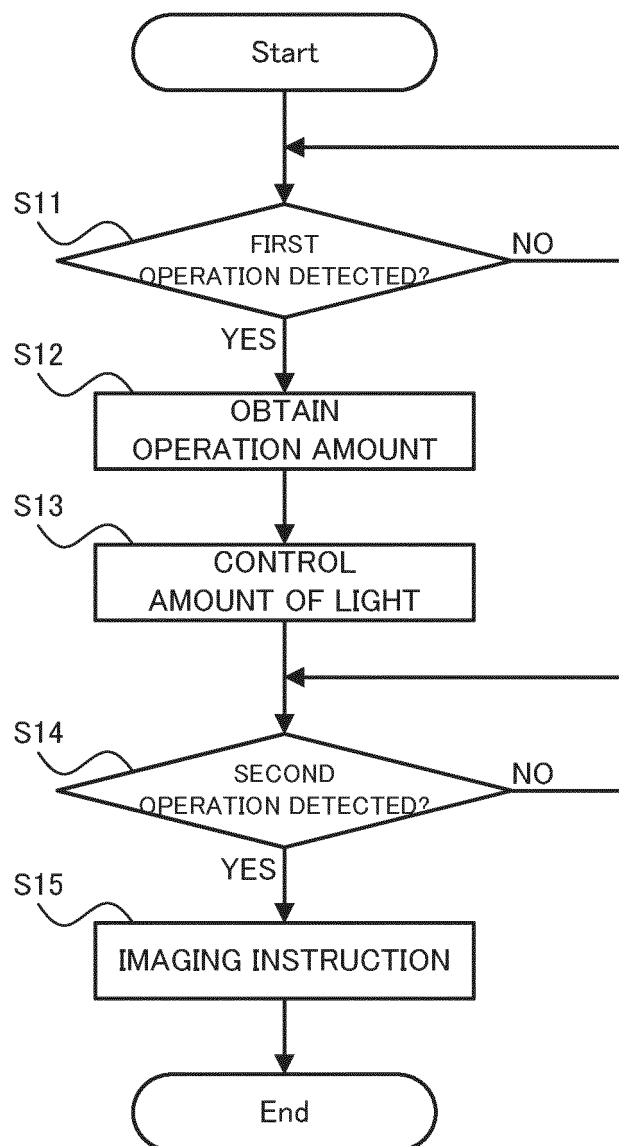 Start
S11
FIRST
OPERATION DETECTED?
NO
YES
S12
OBTAIN
OPERATION AMOUNT
S13
CONTROL
AMOUNT OF LIGHT
S14
SECOND
OPERATION DETECTED?
NO
YES
S15
IMAGING INSTRUCTION
End